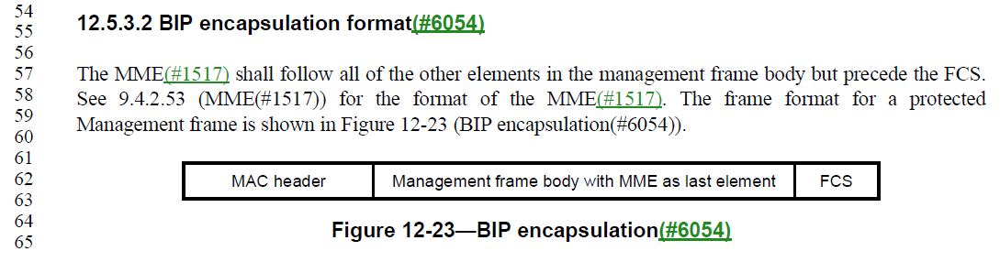 54
12.5.3.2 BIP encapsulation format(#6054)
55
56
57 The MME(#1517) shall follow all of the other elements in the management frame body but precede the FCS.
58 See 9.4.2.53 (MME(#1517)) for the format of the MME(#1517). The frame format for a protected
59 Management frame is shown in Figure 12-23 (BIP encapsulation(#6054)).
60
61
62 MAC header Management frame body with MME as last element FCS
63
64 Figure 12-23—BIP encapsulation(#6054)
65